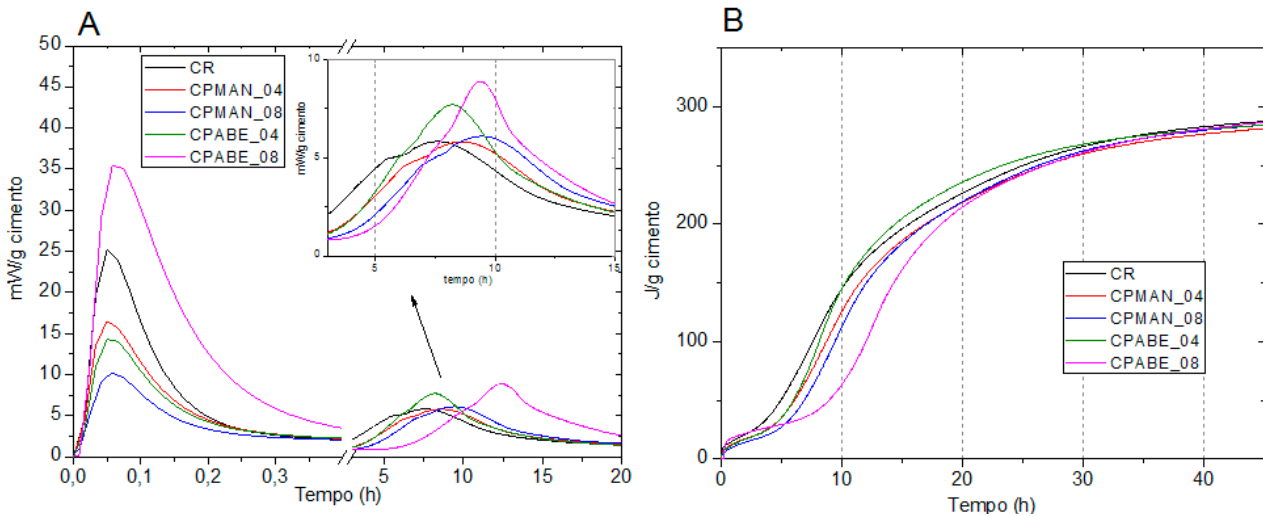 A
mW/g cimento
50
45
40
35
30
25
20
15
10
5
0
0,0 0,1 0,2 0,3 5 10 15 20
Tempo (h)
CR
CPMAN_04
CPMAN_08
CPABE_04
CPABE_08
mW/g cimento
10
5
0
5 10 15
tempo (h)
B
J/g cimento
300
200
100
0
0 10 20 30 40
Tempo (h)
CR
CPMAN_04
CPMAN_08
CPABE_04
CPABE_08